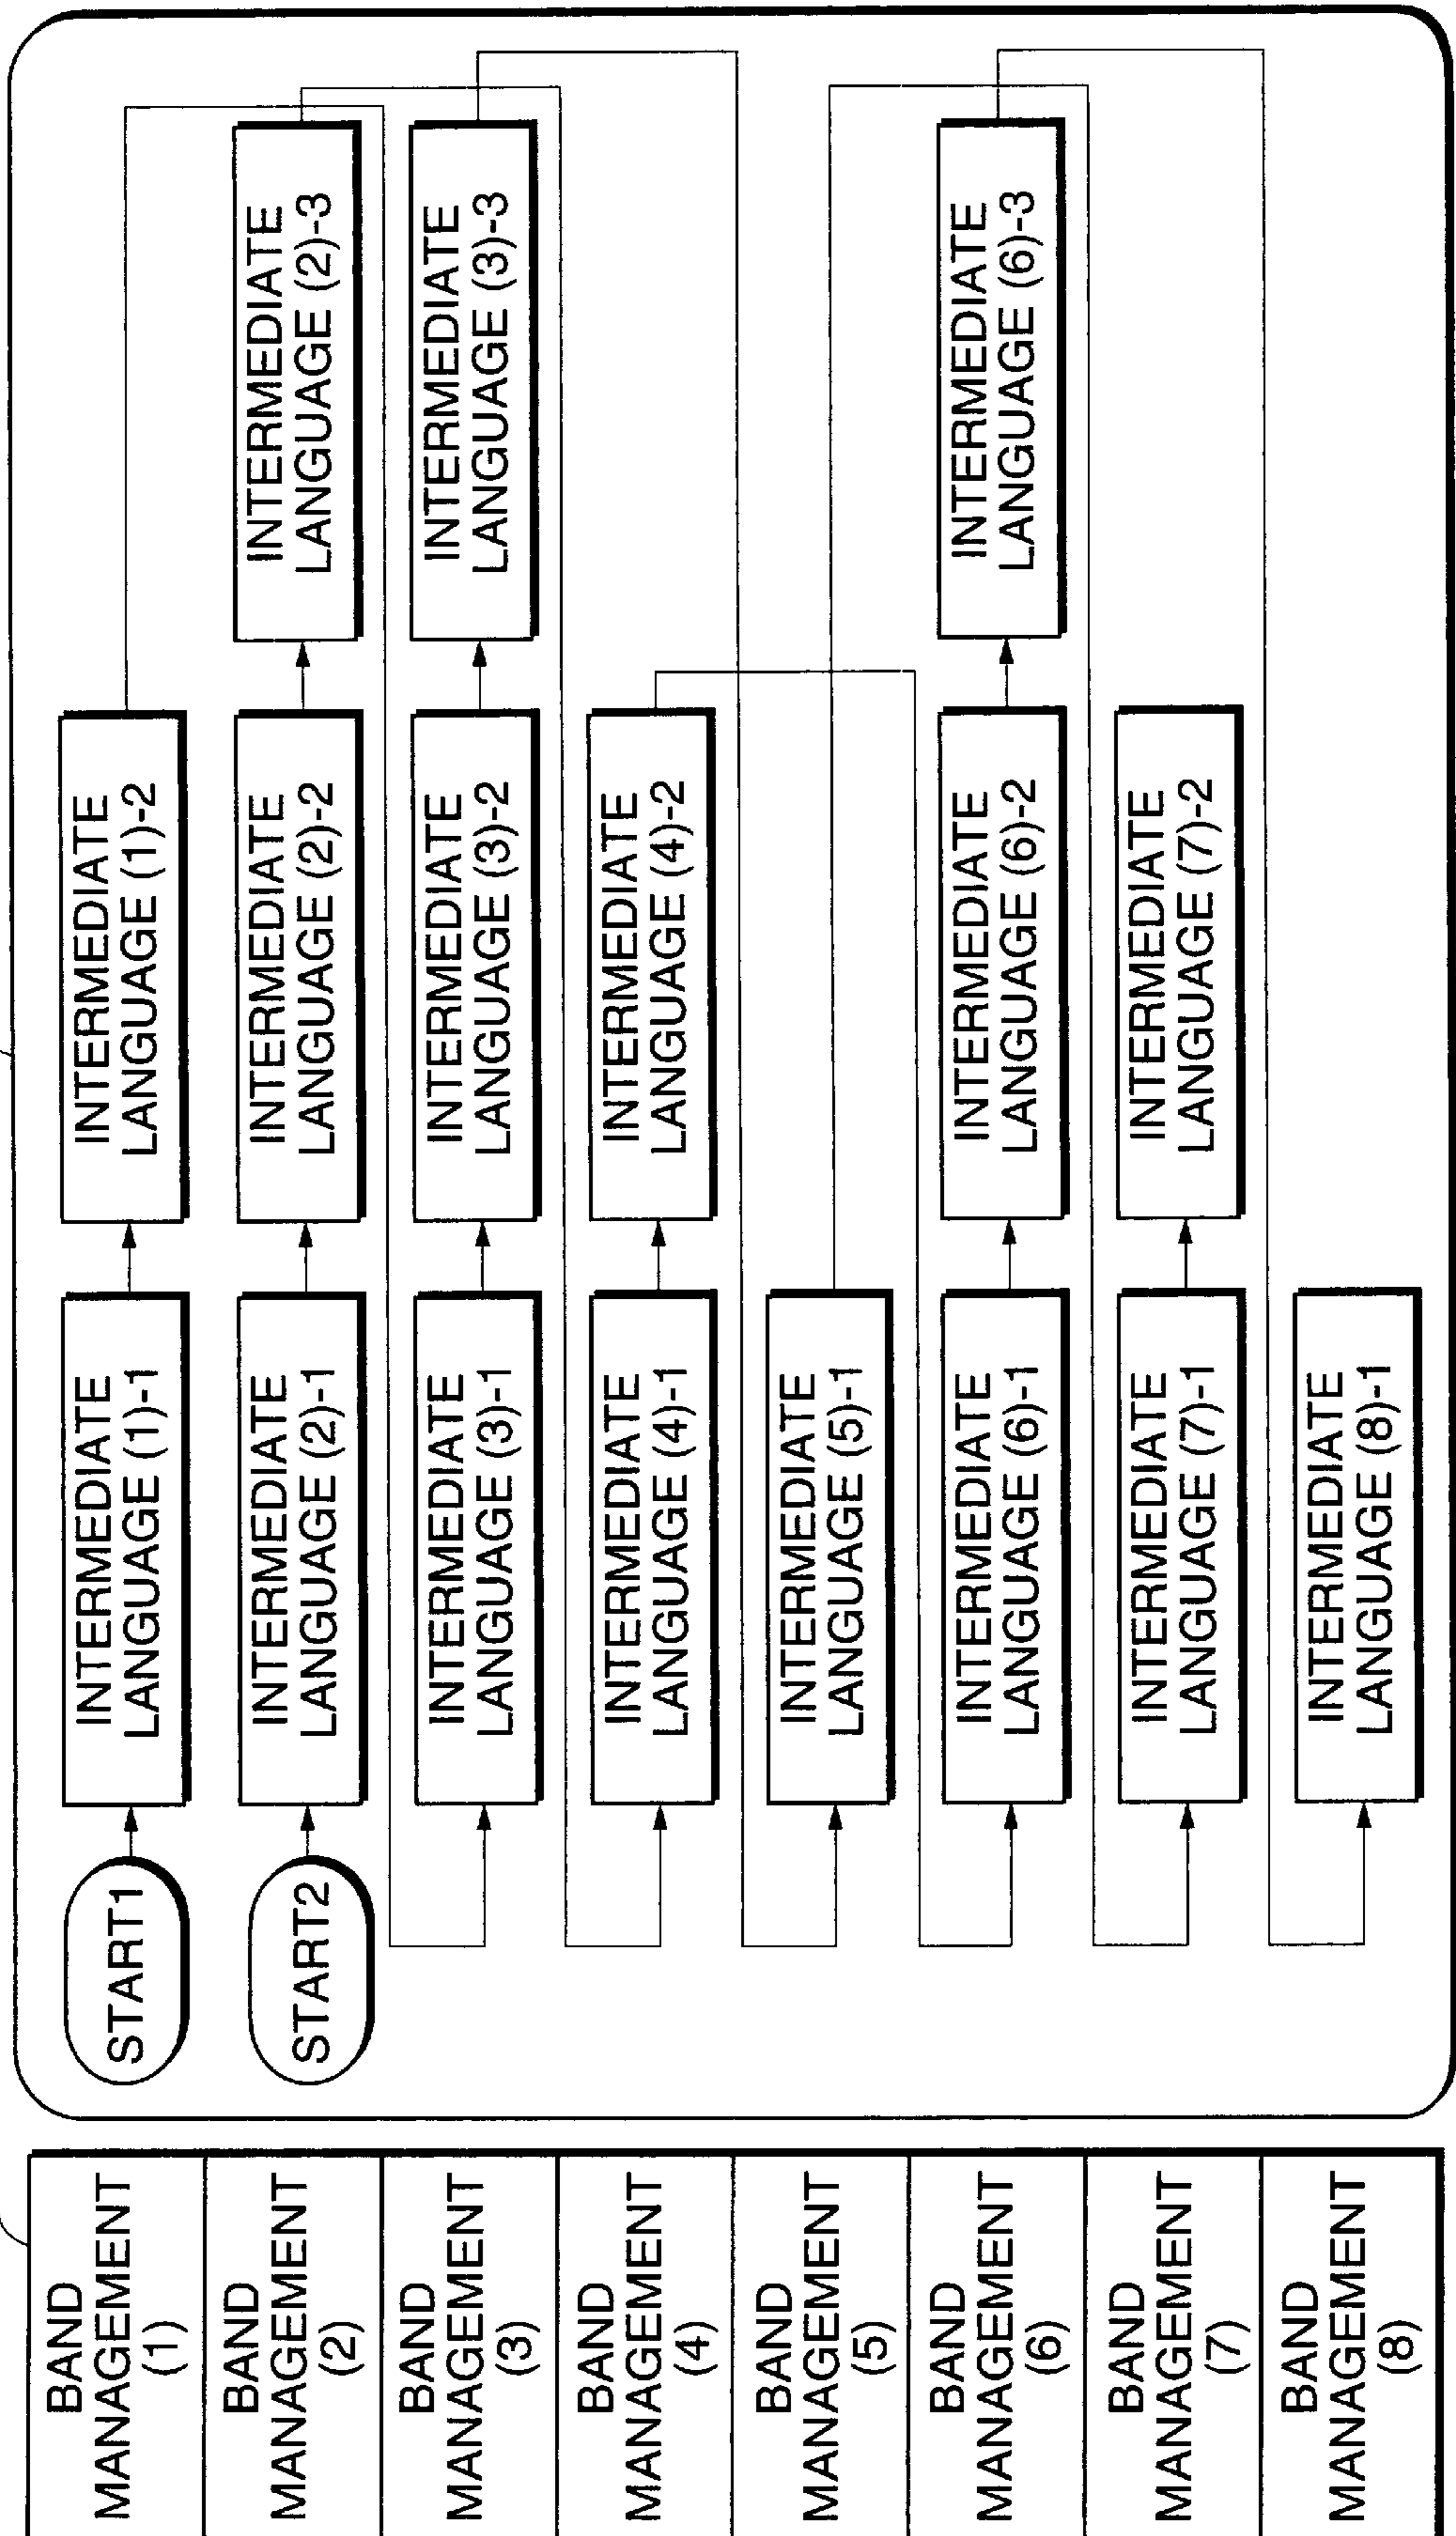 BAND
MANAGEMENT
(1)
START1
INTERMEDIATE
LANGUAGE (1)-1
INTERMEDIATE
LANGUAGE (1)-2
BAND
MANAGEMENT
(2)
START2
INTERMEDIATE
LANGUAGE (2)-1
INTERMEDIATE
LANGUAGE (2)-2
INTERMEDIATE
LANGUAGE (2)-3
BAND
MANAGEMENT
(3)
INTERMEDIATE
LANGUAGE (3)-1
INTERMEDIATE
LANGUAGE (3)-2
INTERMEDIATE
LANGUAGE (3)-3
BAND
MANAGEMENT
(4)
INTERMEDIATE
LANGUAGE (4)-1
INTERMEDIATE
LANGUAGE (4)-2
BAND
MANAGEMENT
(5)
INTERMEDIATE
LANGUAGE (5)-1
BAND
MANAGEMENT
(6)
INTERMEDIATE
LANGUAGE (6)-1
INTERMEDIATE
LANGUAGE (6)-2
INTERMEDIATE
LANGUAGE (6)-3
BAND
MANAGEMENT
(7)
INTERMEDIATE
LANGUAGE (7)-1
INTERMEDIATE
LANGUAGE (7)-2
BAND
MANAGEMENT
(8)
INTERMEDIATE
LANGUAGE (8)-1